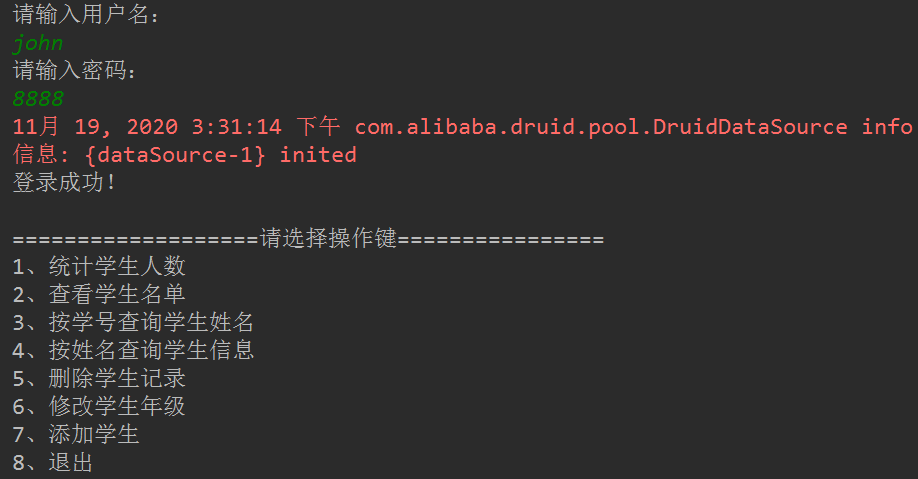 请输入用户名：
john
请输入密码：
8888
11月 19, 2020 3:31:14 下午 com.alibaba.druid.pool.DruidDataSource info
信息: {dataSource-1} inited
登录成功！
===================请选择操作键================
1、统计学生人数
2、查看学生名单
3、按学号查询学生姓名
4、按姓名查询学生信息
5、删除学生记录
6、修改学生年级
7、添加学生
8、退出